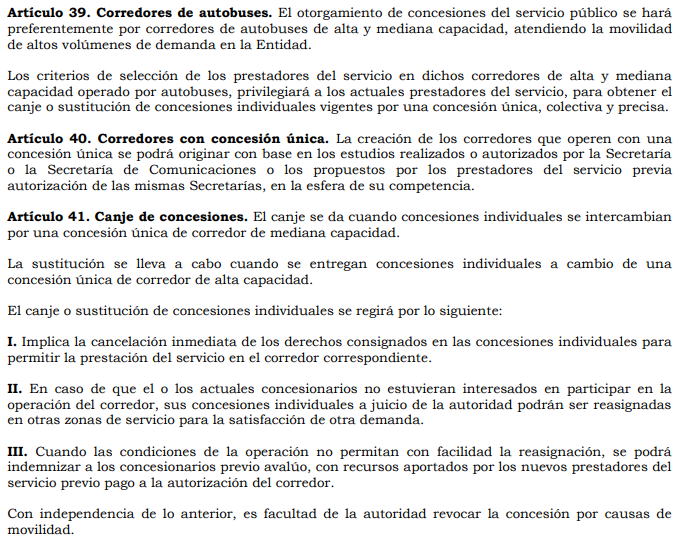 Artículo 39. Corredores de autobuses. El otorgamiento de concesiones del servicio público se hará
preferentemente por corredores de autobuses de alta y mediana capacidad, atendiendo la movilidad
de altos volúmenes de demanda en la Entidad.
Los criterios de selección de los prestadores del servicio en dichos corredores de alta y mediana
capacidad operado por autobuses, privilegiará a los actuales prestadores del servicio, para obtener el
canje o sustitución de concesiones individuales vigentes por una concesión única, colectiva y precisa.
Artículo 40. Corredores con concesión única. La creación de los corredores que operen con una
concesión única se podrá originar con base en los estudios realizados o autorizados por la Secretaría
o la Secretaría de Comunicaciones o los propuestos por los prestadores del servicio previa
autorización de las mismas Secretarías, en la esfera de su competencia.
Artículo 41. Canje de concesiones. El canje se da cuando concesiones individuales se intercambian
por una concesión única de corredor de mediana capacidad.
La sustitución se lleva a cabo cuando se entregan concesiones individuales a cambio de una
concesión única de corredor de alta capacidad.
El canje o sustitución de concesiones individuales se regirá por lo siguiente:
I. Implica la cancelación inmediata de los derechos consignados en las concesiones individuales para
permitir la prestación del servicio en el corredor correspondiente.
II. En caso de que el o los actuales concesionarios no estuvieran interesados en participar en la
operación del corredor, sus concesiones individuales a juicio de la autoridad podrán ser reasignadas
en otras zonas de servicio para la satisfacción de otra demanda.
III. Cuando las condiciones de la operación no permitan con facilidad la reasignación, se podrá
indemnizar a los concesionarios previo avalúo, con recursos aportados por los nuevos prestadores del
servicio previo pago a la autorización del corredor.
Con independencia de lo anterior, es facultad de la autoridad revocar la concesión por causas de
movilidad.